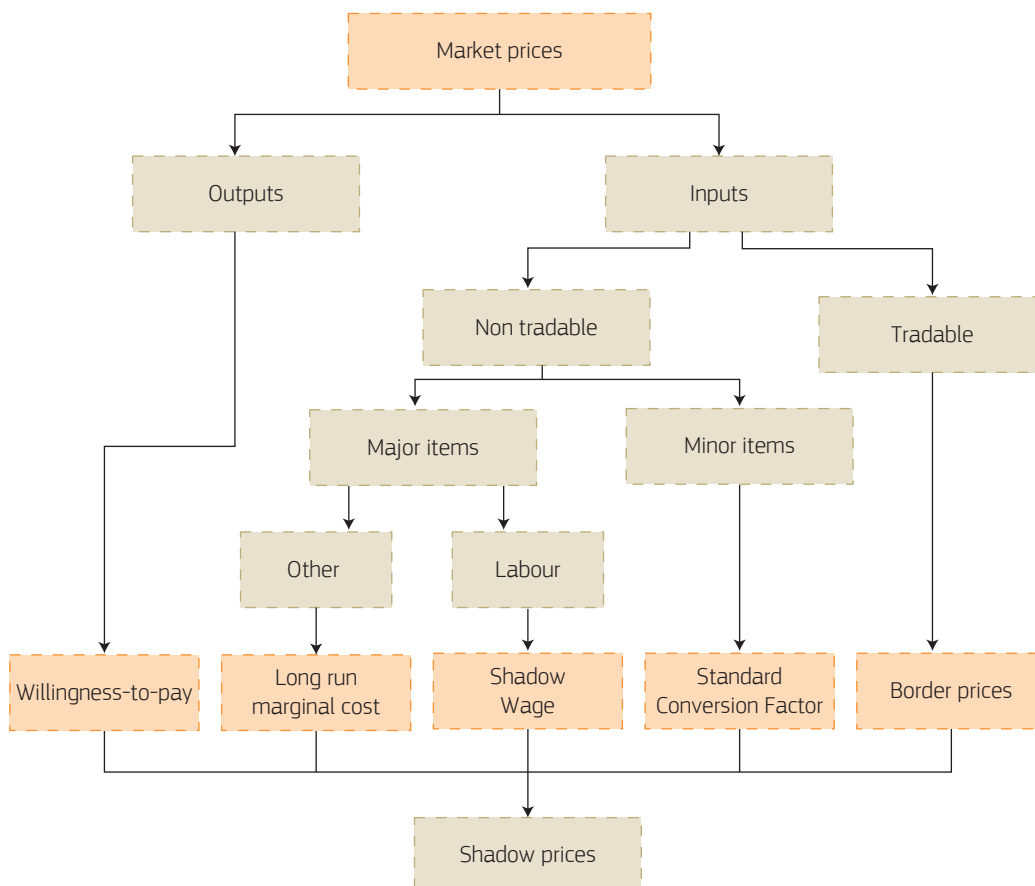 Market prices
Outputs
Inputs
Non tradable
Tradable
Major items
Minor items
Other
Labour
Willingness-to-pay
Long run
marginal cost
Shadow
Wage
Standard
Conversion Factor
Border prices
Shadow prices